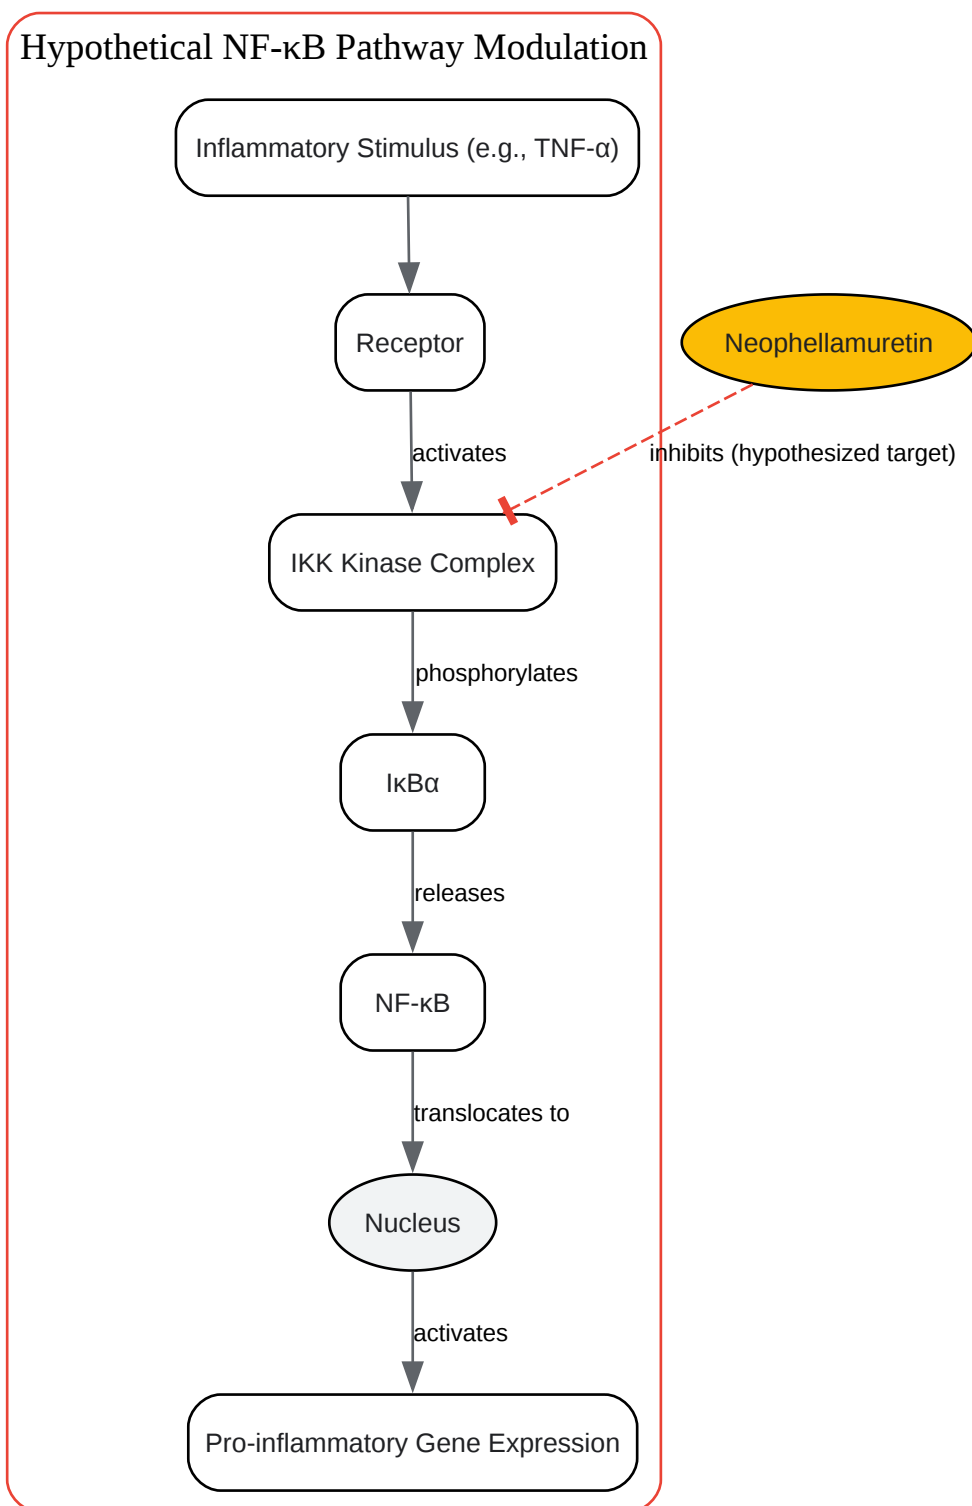 Hypothetical NF-κB Pathway Modulation
Inflammatory Stimulus (e.g., TNF-α)
Receptor
Neophellamuretin
activates
inhibits (hypothesized target)
IKK Kinase Complex
phosphorylates
IκBα
releases
NF-κB
translocates to
Nucleus
activates
Pro-inflammatory Gene Expression